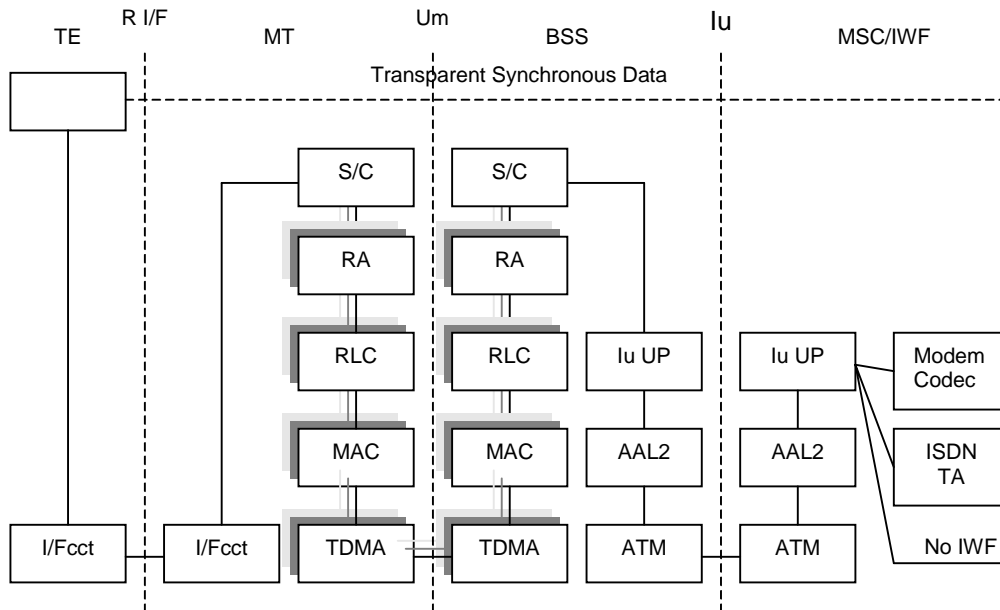 R I/F
Um
Iu
TE
MT
BSS
MSC/IWF
Transparent Synchronous Data
S/C
S/C
RA
RA
RLC
RLC
Iu UP
Iu UP
Modem
Codec
MAC
MAC
AAL2
AAL2
ISDN
TA
I/Fcct
I/Fcct
TDMA
TDMA
ATM
ATM
No IWF